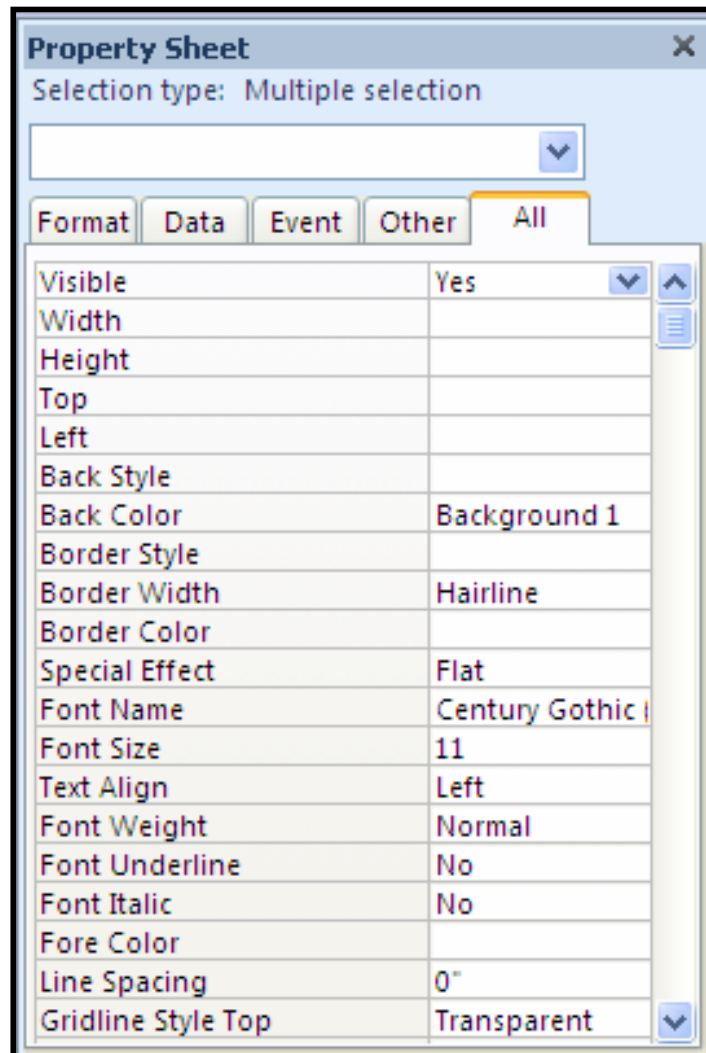 Property Sheet
Selection type: Multiple selection
Format Data Event Other All
Visible Yes
Width
Height
Top
Left
Back Style
Back Color Background 1
Border Style
Border Width Hairline
Border Color
Special Effect Flat
Font Name Century Gothic
Font Size 11
Text Align Left
Font Weight Normal
Font Underline No
Font Italic No
Fore Color
Line Spacing 0"
Gridline Style Top Transparent